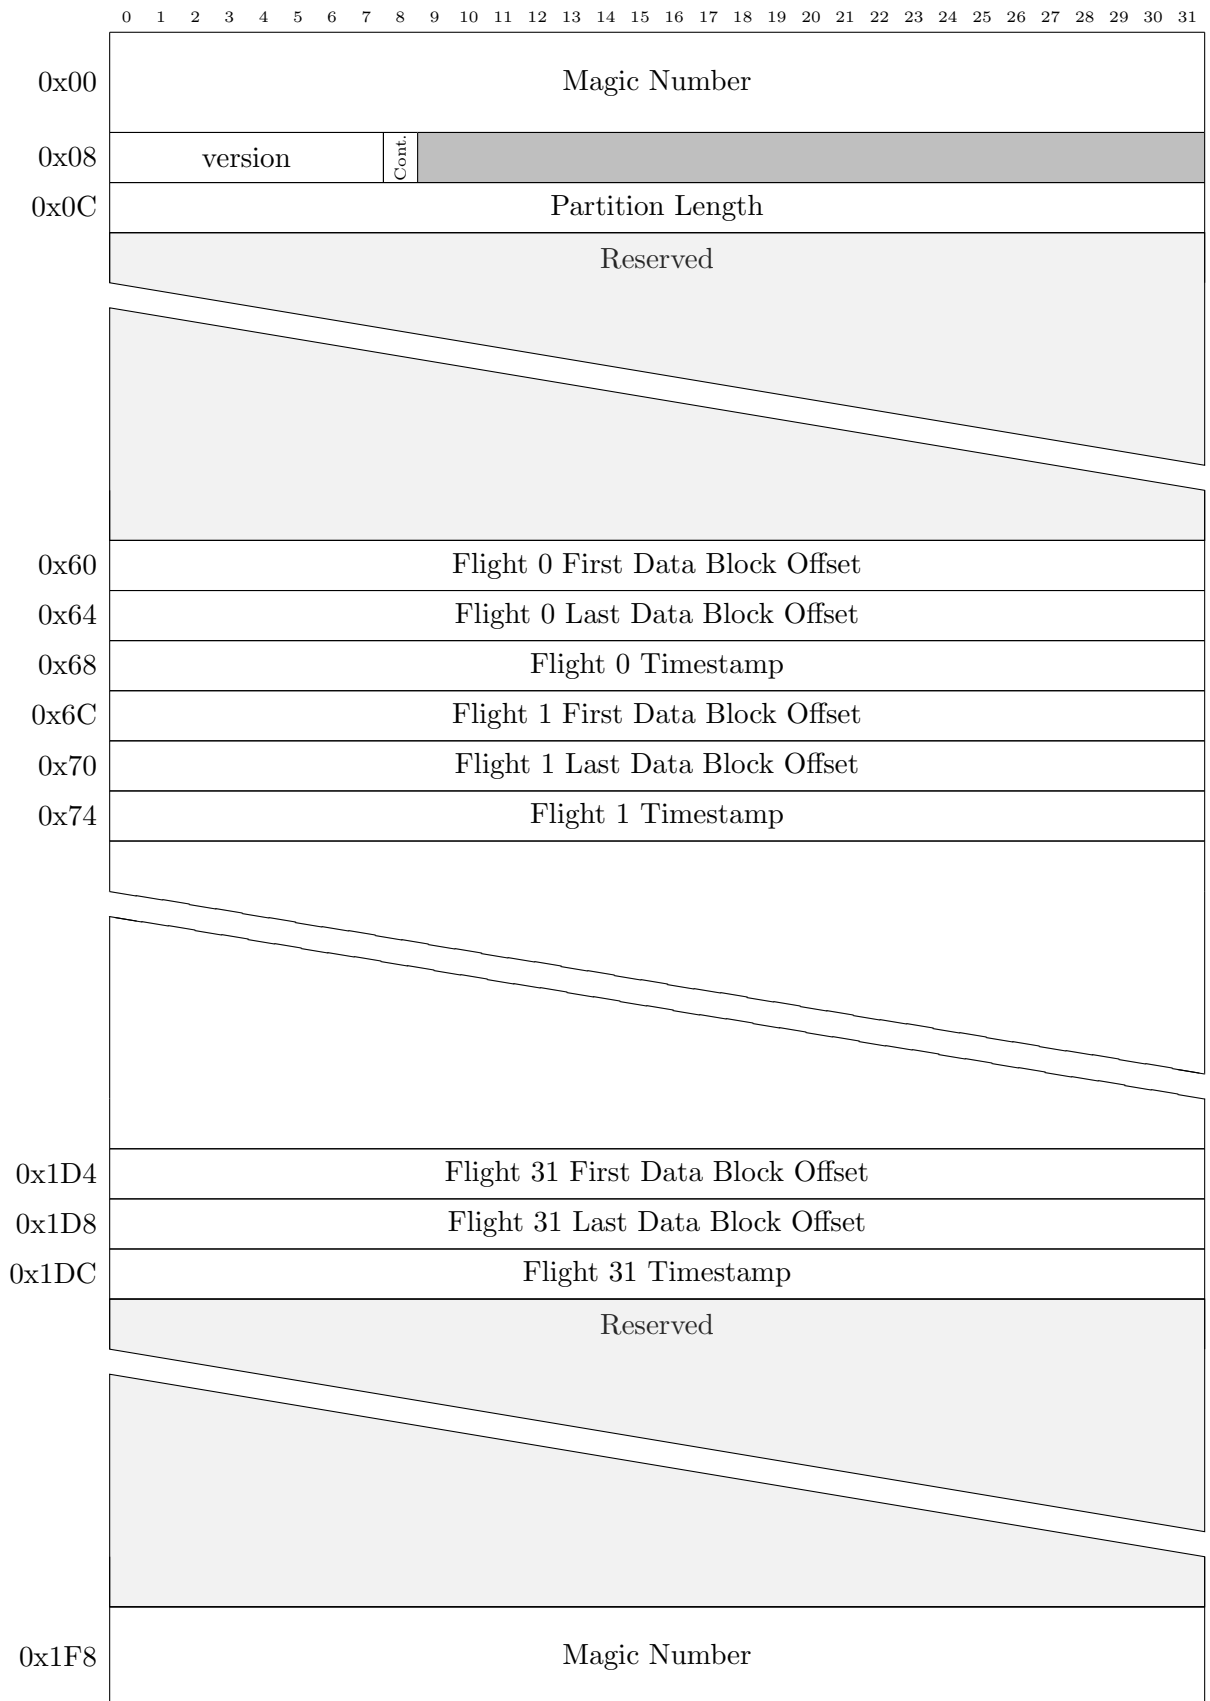 0 1 2 3 4 5 6 7 8 9 10 11 12 13 14 15 16 17 18 19 20 21 22 23 24 25 26 27 28 29 30 31
0x00 Magic Number
0x08 version Cont.
0x0C Partition Length
Reserved
0x60 Flight 0 First Data Block Offset
0x64 Flight 0 Last Data Block Offset
0x68 Flight 0 Timestamp
0x6C Flight 1 First Data Block Offset
0x70 Flight 1 Last Data Block Offset
0x74 Flight 1 Timestamp
0x1D4 Flight 31 First Data Block Offset
0x1D8 Flight 31 Last Data Block Offset
0x1DC Flight 31 Timestamp
Reserved
0x1F8 Magic Number